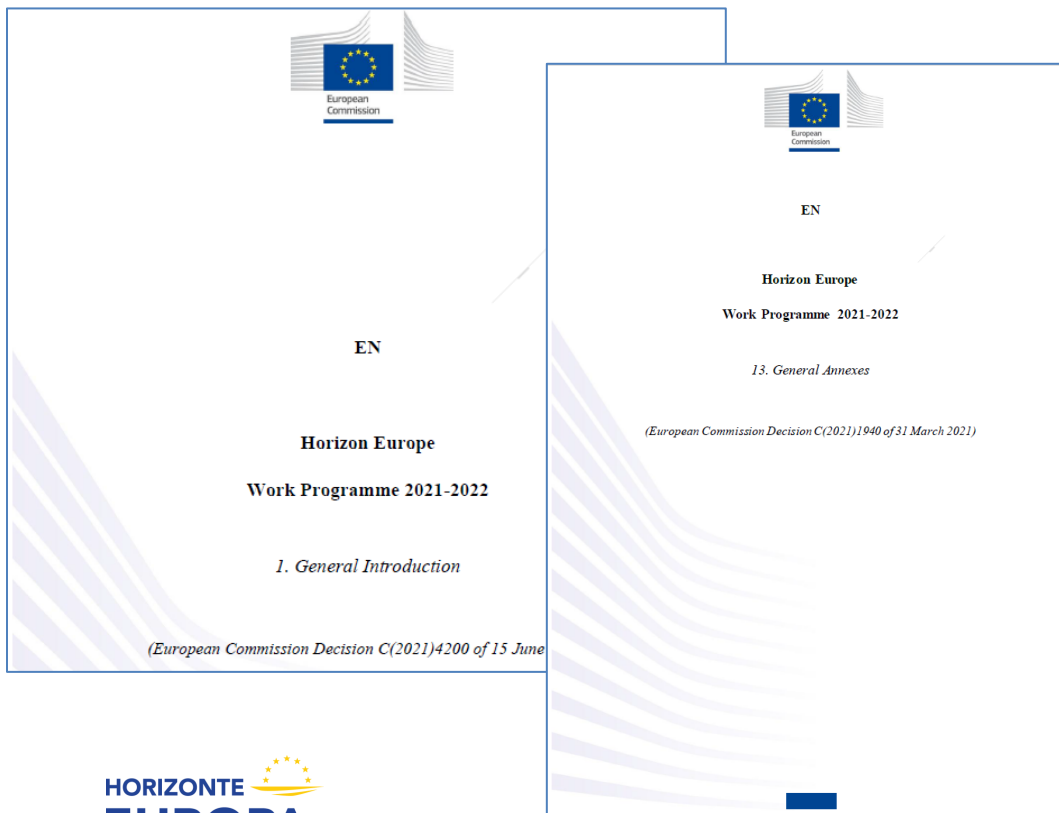 European
Commission
EN
Horizon Europe
Work Programme 2021-2022
1. General Introduction
(European Commission Decision C(2021)4200 of 15 June
European
Commission
EN
Horizon Europe
Work Programme 2021-2022
13. General Annexes
(European Commission Decision C(2021)1940 of 31 March 2021)
HORIZONTE
EUROPA